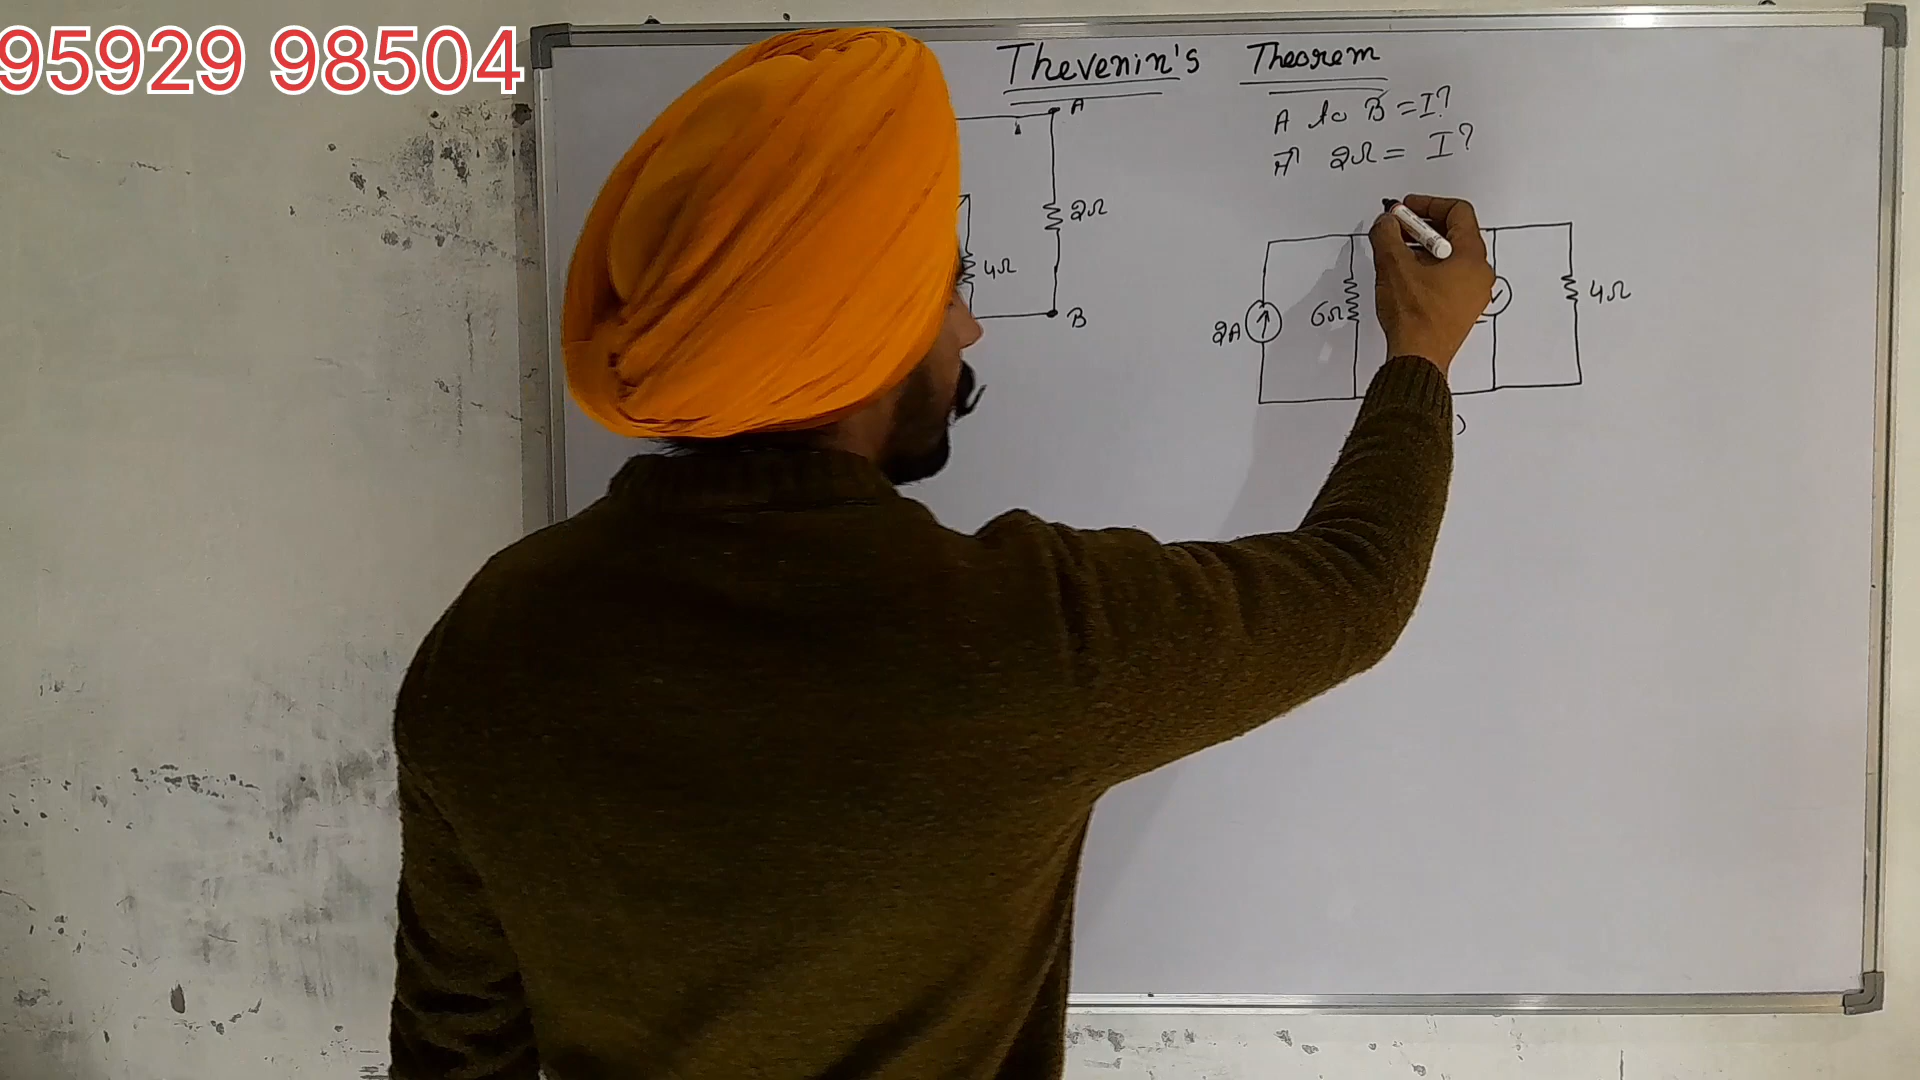 95929 98504
Thevenin's Theorem
A to B = I?
ਜਾਂ 2Ω = I?
A
2Ω
4Ω
B
2A
6Ω
4Ω